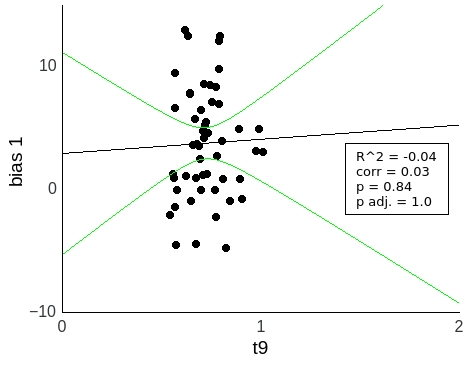 10
0
−10
bias 1
R^2 = -0.04
corr = 0.03
p = 0.84
p adj. = 1.0
0
1
2
t9